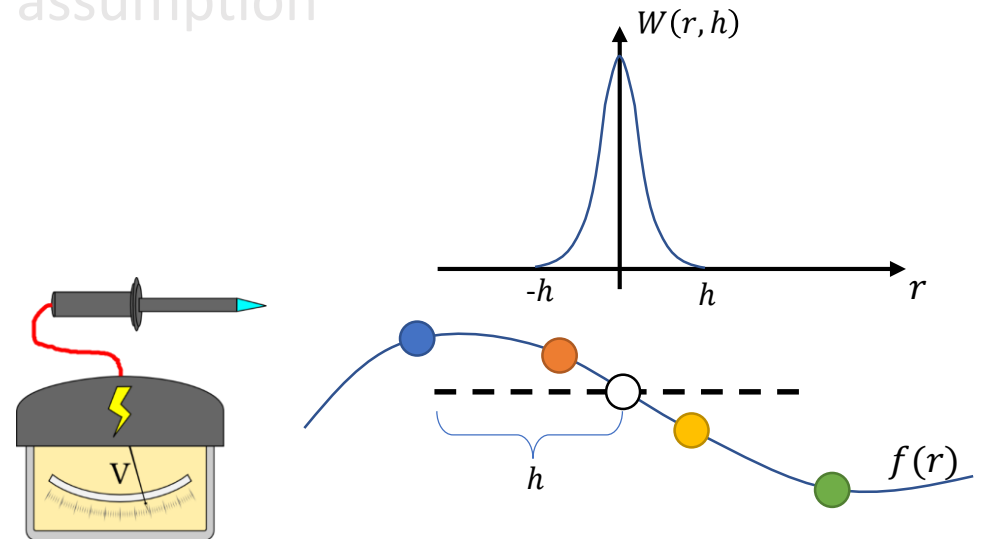 assumption
W(r, h)
-h
h
r
V
h
f(r)